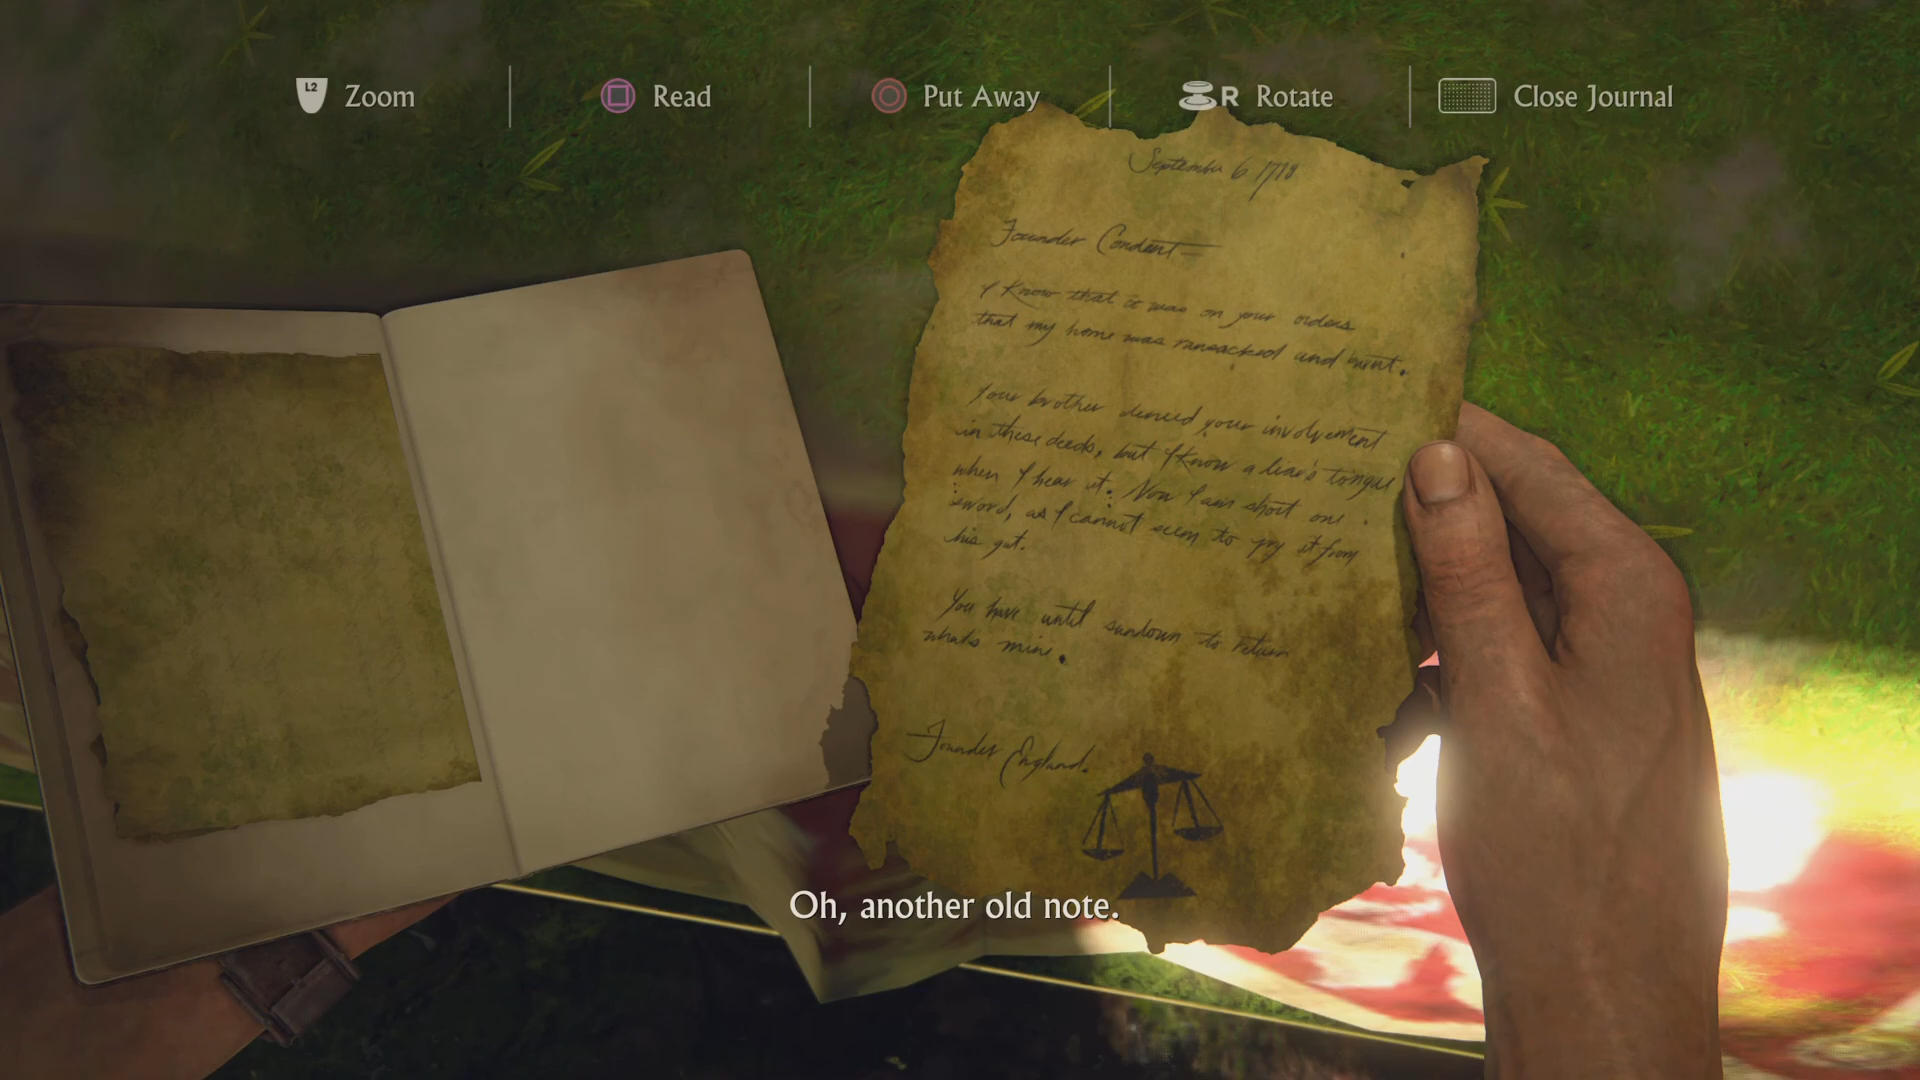 L2 Zoom
Read
Put Away
R Rotate
Close Journal
September 6 1718
Founder Condent—
I know that it was on your orders
that my home was ransacked and burnt.
Your brother denied your involvement
in these deeds, but I know a liar's tongue
when I hear it. Now I am short one
sword, as I cannot seem to pry it from
his gut.
You have until sundown to return
whats mine.
Founder England.
Oh, another old note.